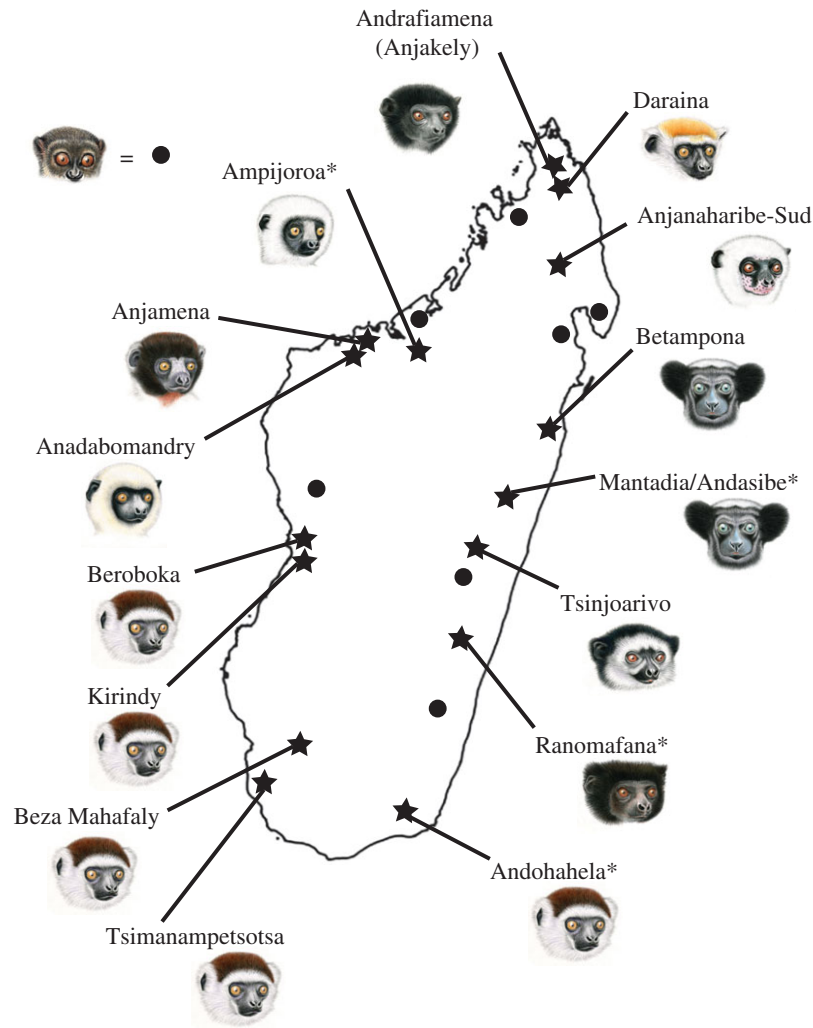 Andrafiamena
(Anjakely)
Daraina
=
Ampijoroa*
Anjanaharibe-Sud
Anjamena
Betampona
Anadabomandry
Mantadia/Andasibe*
Beroboka
Tsinjoarivo
Kirindy
Ranomafana*
Beza Mahafaly
Andohahela*
Tsimanampetsotsa